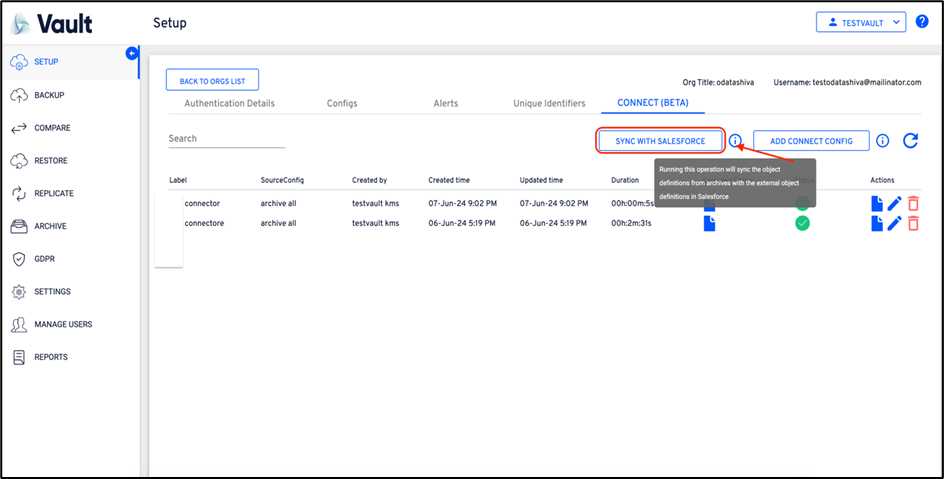 Vault
Setup
TESTVAULT
SETUP
BACKUP
COMPARE
RESTORE
REPLICATE
ARCHIVE
GDPR
SETTINGS
MANAGE USERS
REPORTS
BACK TO ORGS LIST
Org Title: odatashiva Username: testodatashiva@mailinator.com
Authentication Details Configs Alerts Unique Identifiers CONNECT (BETA)
Search
SYNC WITH SALESFORCE ADD CONNECT CONFIG
Running this operation will sync the object
definitions from archives with the external object
definitions in Salesforce
Label SourceConfig Created by Created time Updated time Duration Actions
connector archive all testvault kms 07-Jun-24 9:02 PM 07-Jun-24 9:02 PM 00h:00m:5s
connectore archive all testvault kms 06-Jun-24 5:19 PM 06-Jun-24 5:19 PM 00h:2m:31s